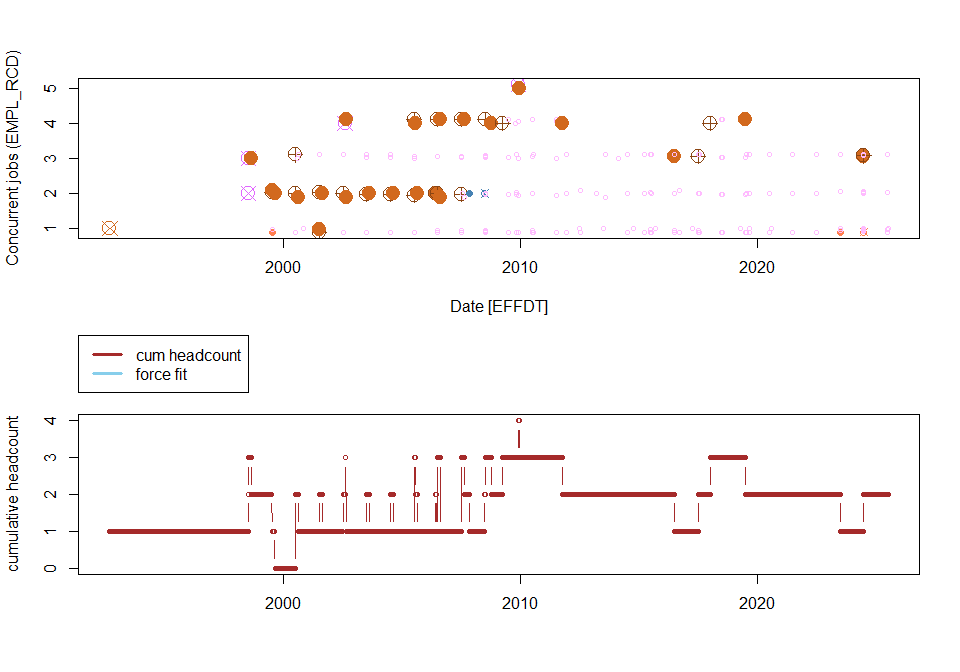 Concurrent jobs (EMPL_RCD)
5
4
3
2
1
2000 2010 2020
Date [EFFDT]
cum headcount
force fit
cumulative headcount
4
3
2
1
0
2000 2010 2020